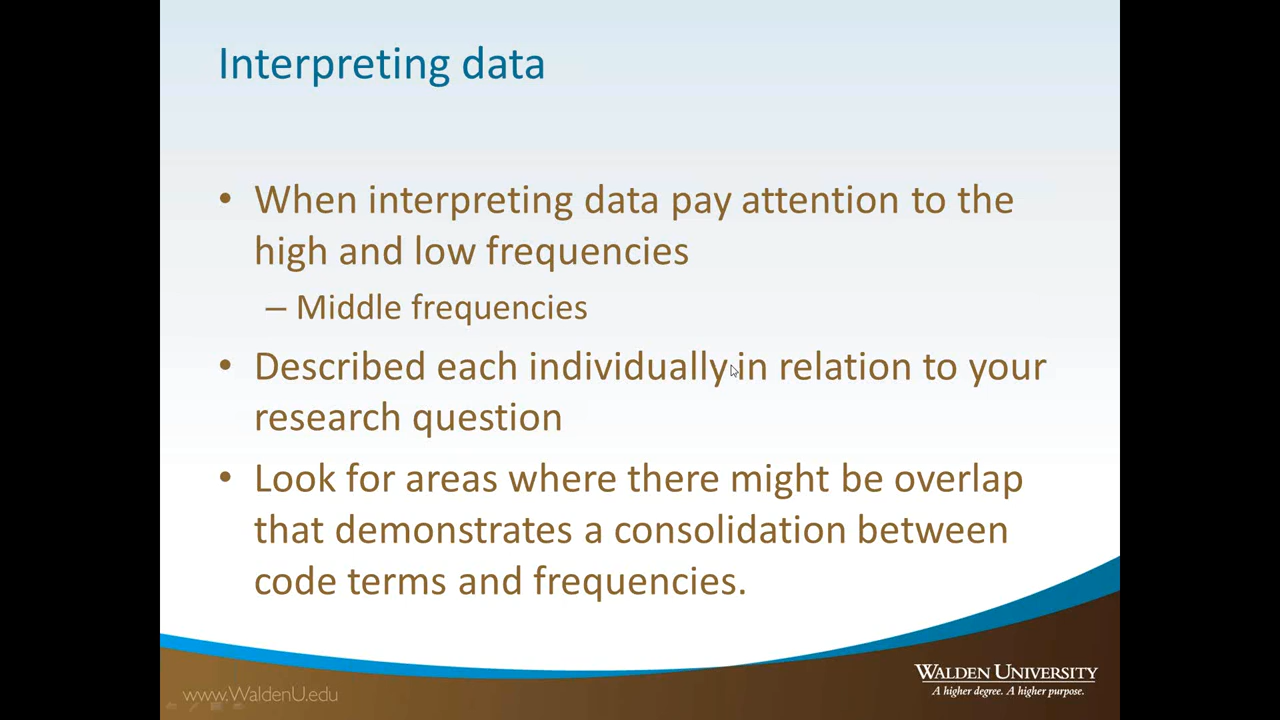 Interpreting data
• When interpreting data pay attention to the
high and low frequencies
– Middle frequencies
• Described each individually in relation to your
research question
• Look for areas where there might be overlap
that demonstrates a consolidation between
code terms and frequencies.
WALDEN UNIVERSITY
A higher degree. A higher purpose.
www.WaldenU.edu